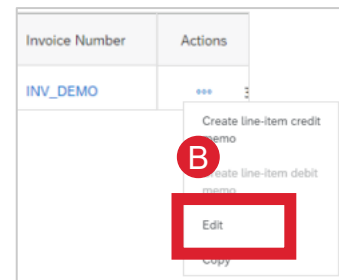 Invoice Number Actions
INV_DEMO
Create line-item credit
memo
B
Create line-item debit
memo
Edit
Copy